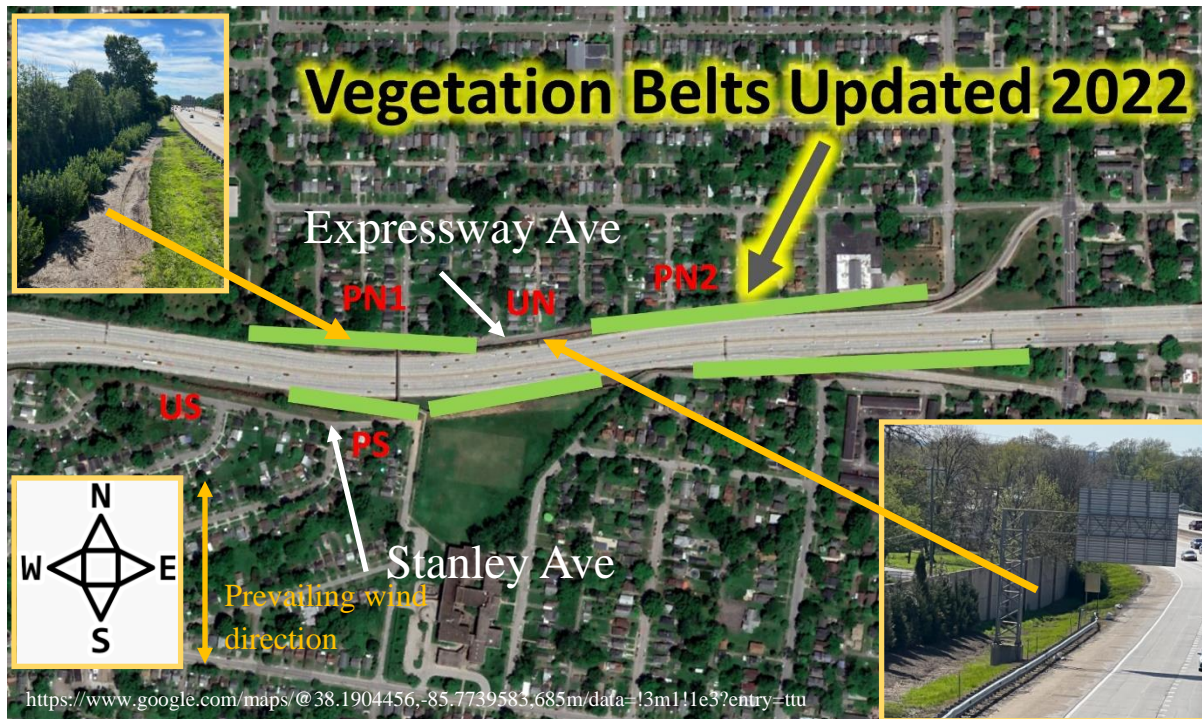 Vegetation Belts Updated 2022
Expressway Ave
PN1
UN
PN2
US
PS
Stanley Ave
N
W E
S
Prevailing wind
direction
https://www.google.com/maps/@38.1904456,-85.7739583,685m/data=!3m1!1e3?entry=ttu